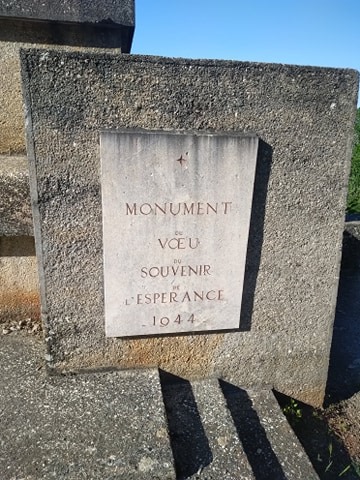 MONUMENT
DU
VŒU
DU
SOUVENIR
DE
L'ESPERANCE
- 1944 -